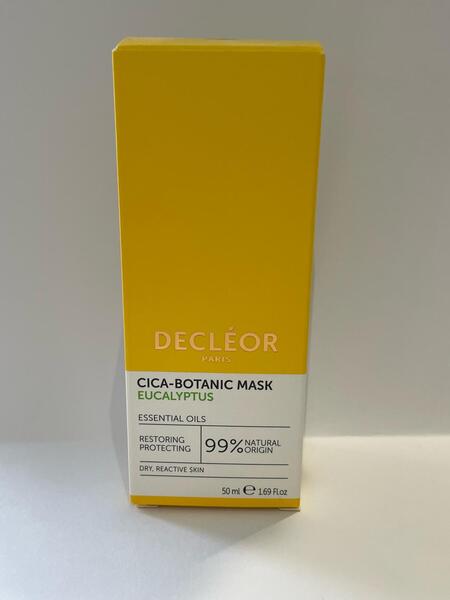 DECLÉOR
PARIS
CICA-BOTANIC MASK
EUCALYPTUS
ESSENTIAL OILS
RESTORING
PROTECTING
99% NATURAL ORIGIN
DRY, REACTIVE SKIN
50 ml ℮ 1.69 Fl.oz